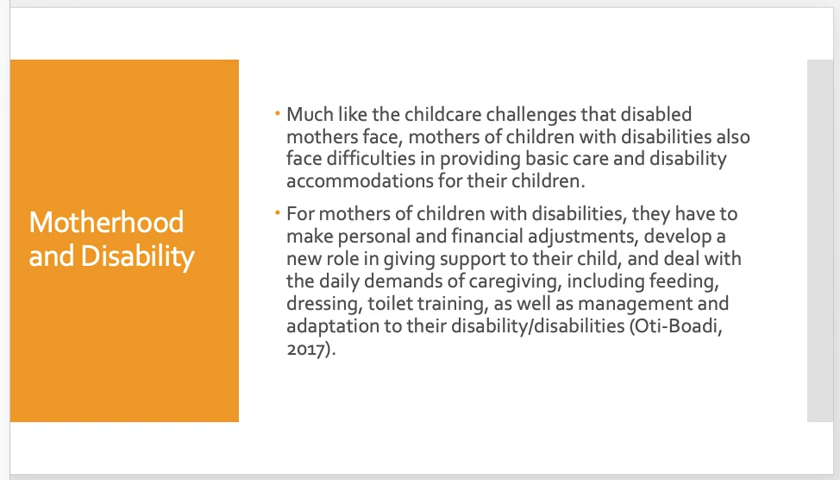 Motherhood
and Disability
• Much like the childcare challenges that disabled
mothers face, mothers of children with disabilities also
face difficulties in providing basic care and disability
accommodations for their children.
• For mothers of children with disabilities, they have to
make personal and financial adjustments, develop a
new role in giving support to their child, and deal with
the daily demands of caregiving, including feeding,
dressing, toilet training, as well as management and
adaptation to their disability/disabilities (Oti-Boadi,
2017).